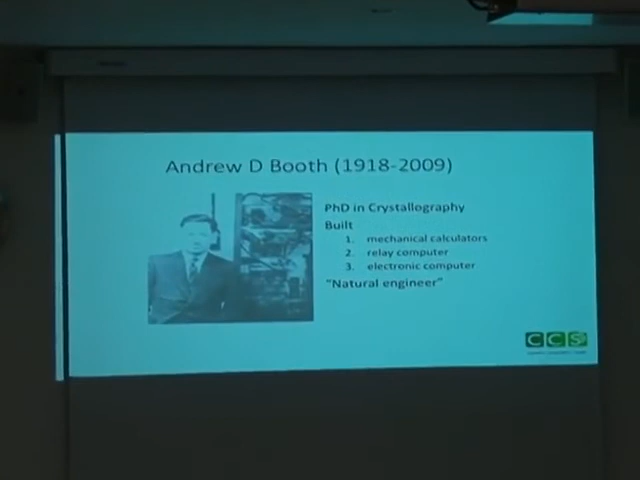 Andrew D Booth (1918-2009)
PhD in Crystallography
Built
1. mechanical calculators
2. relay computer
3. electronic computer
"Natural engineer"
CCS